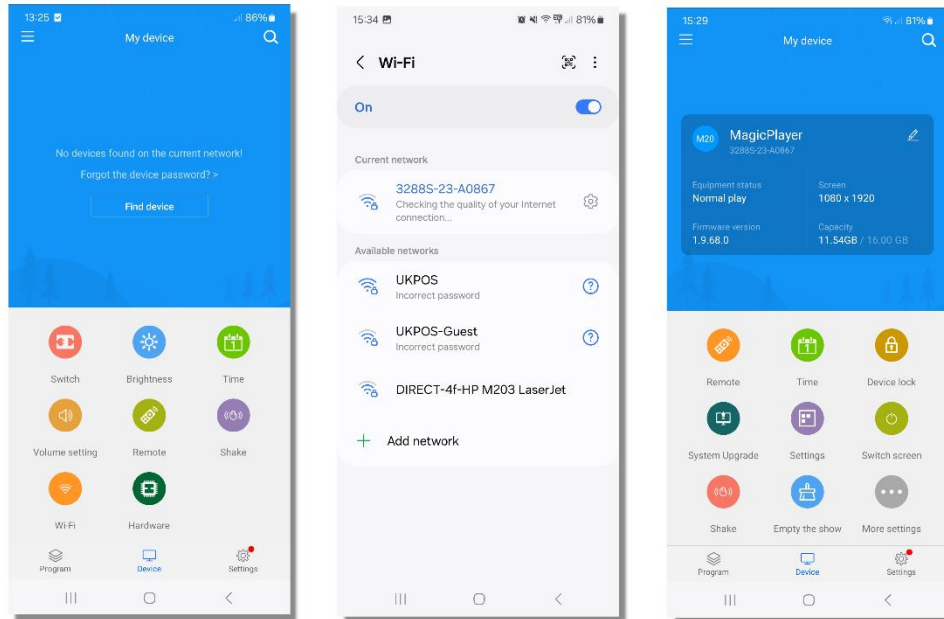 13:25 86%
My device
No devices found on the current network!
Forgot the device password? >
Find device
Switch Brightness Time
Volume setting Remote Shake
Wi-Fi Hardware
Program Device Settings
15:34 81%
Wi-Fi
On
Current network
3288S-23-A0867
Checking the quality of your Internet
connection...
Available networks
UKPOS
Incorrect password
UKPOS-Guest
Incorrect password
DIRECT-4f-HP M203 LaserJet
+ Add network
15:29 81%
My device
M20 MagicPlayer
3288S-23-A0867
Equipment status Screen
Normal play 1080 x 1920
Firmware version Capacity
1.9.68.0 11.54GB / 16.00 GB
Remote Time Device lock
System Upgrade Settings Switch screen
Shake Empty the show More settings
Program Device Settings